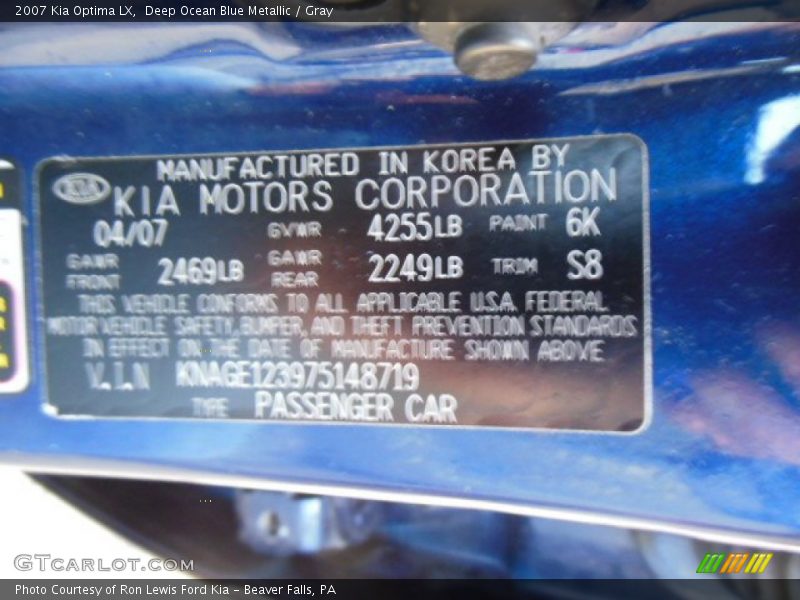 2007 Kia Optima LX, Deep Ocean Blue Metallic / Gray
MANUFACTURED IN KOREA BY
KIA KIA MOTORS CORPORATION
04/07 GVWR 4255LB PAINT 6K
GAWR FRONT 2469LB GAWR REAR 2249LB TRIM S8
THIS VEHICLE CONFORMS TO ALL APPLICABLE U.S.A. FEDERAL
MOTOR VEHICLE SAFETY, BUMPER, AND THEFT PREVENTION STANDARDS
IN EFFECT ON THE DATE OF MANUFACTURE SHOWN ABOVE
V.I.N KNAGE123975148719
TYPE PASSENGER CAR
GTCARLOT.COM
Photo Courtesy of Ron Lewis Ford Kia – Beaver Falls, PA